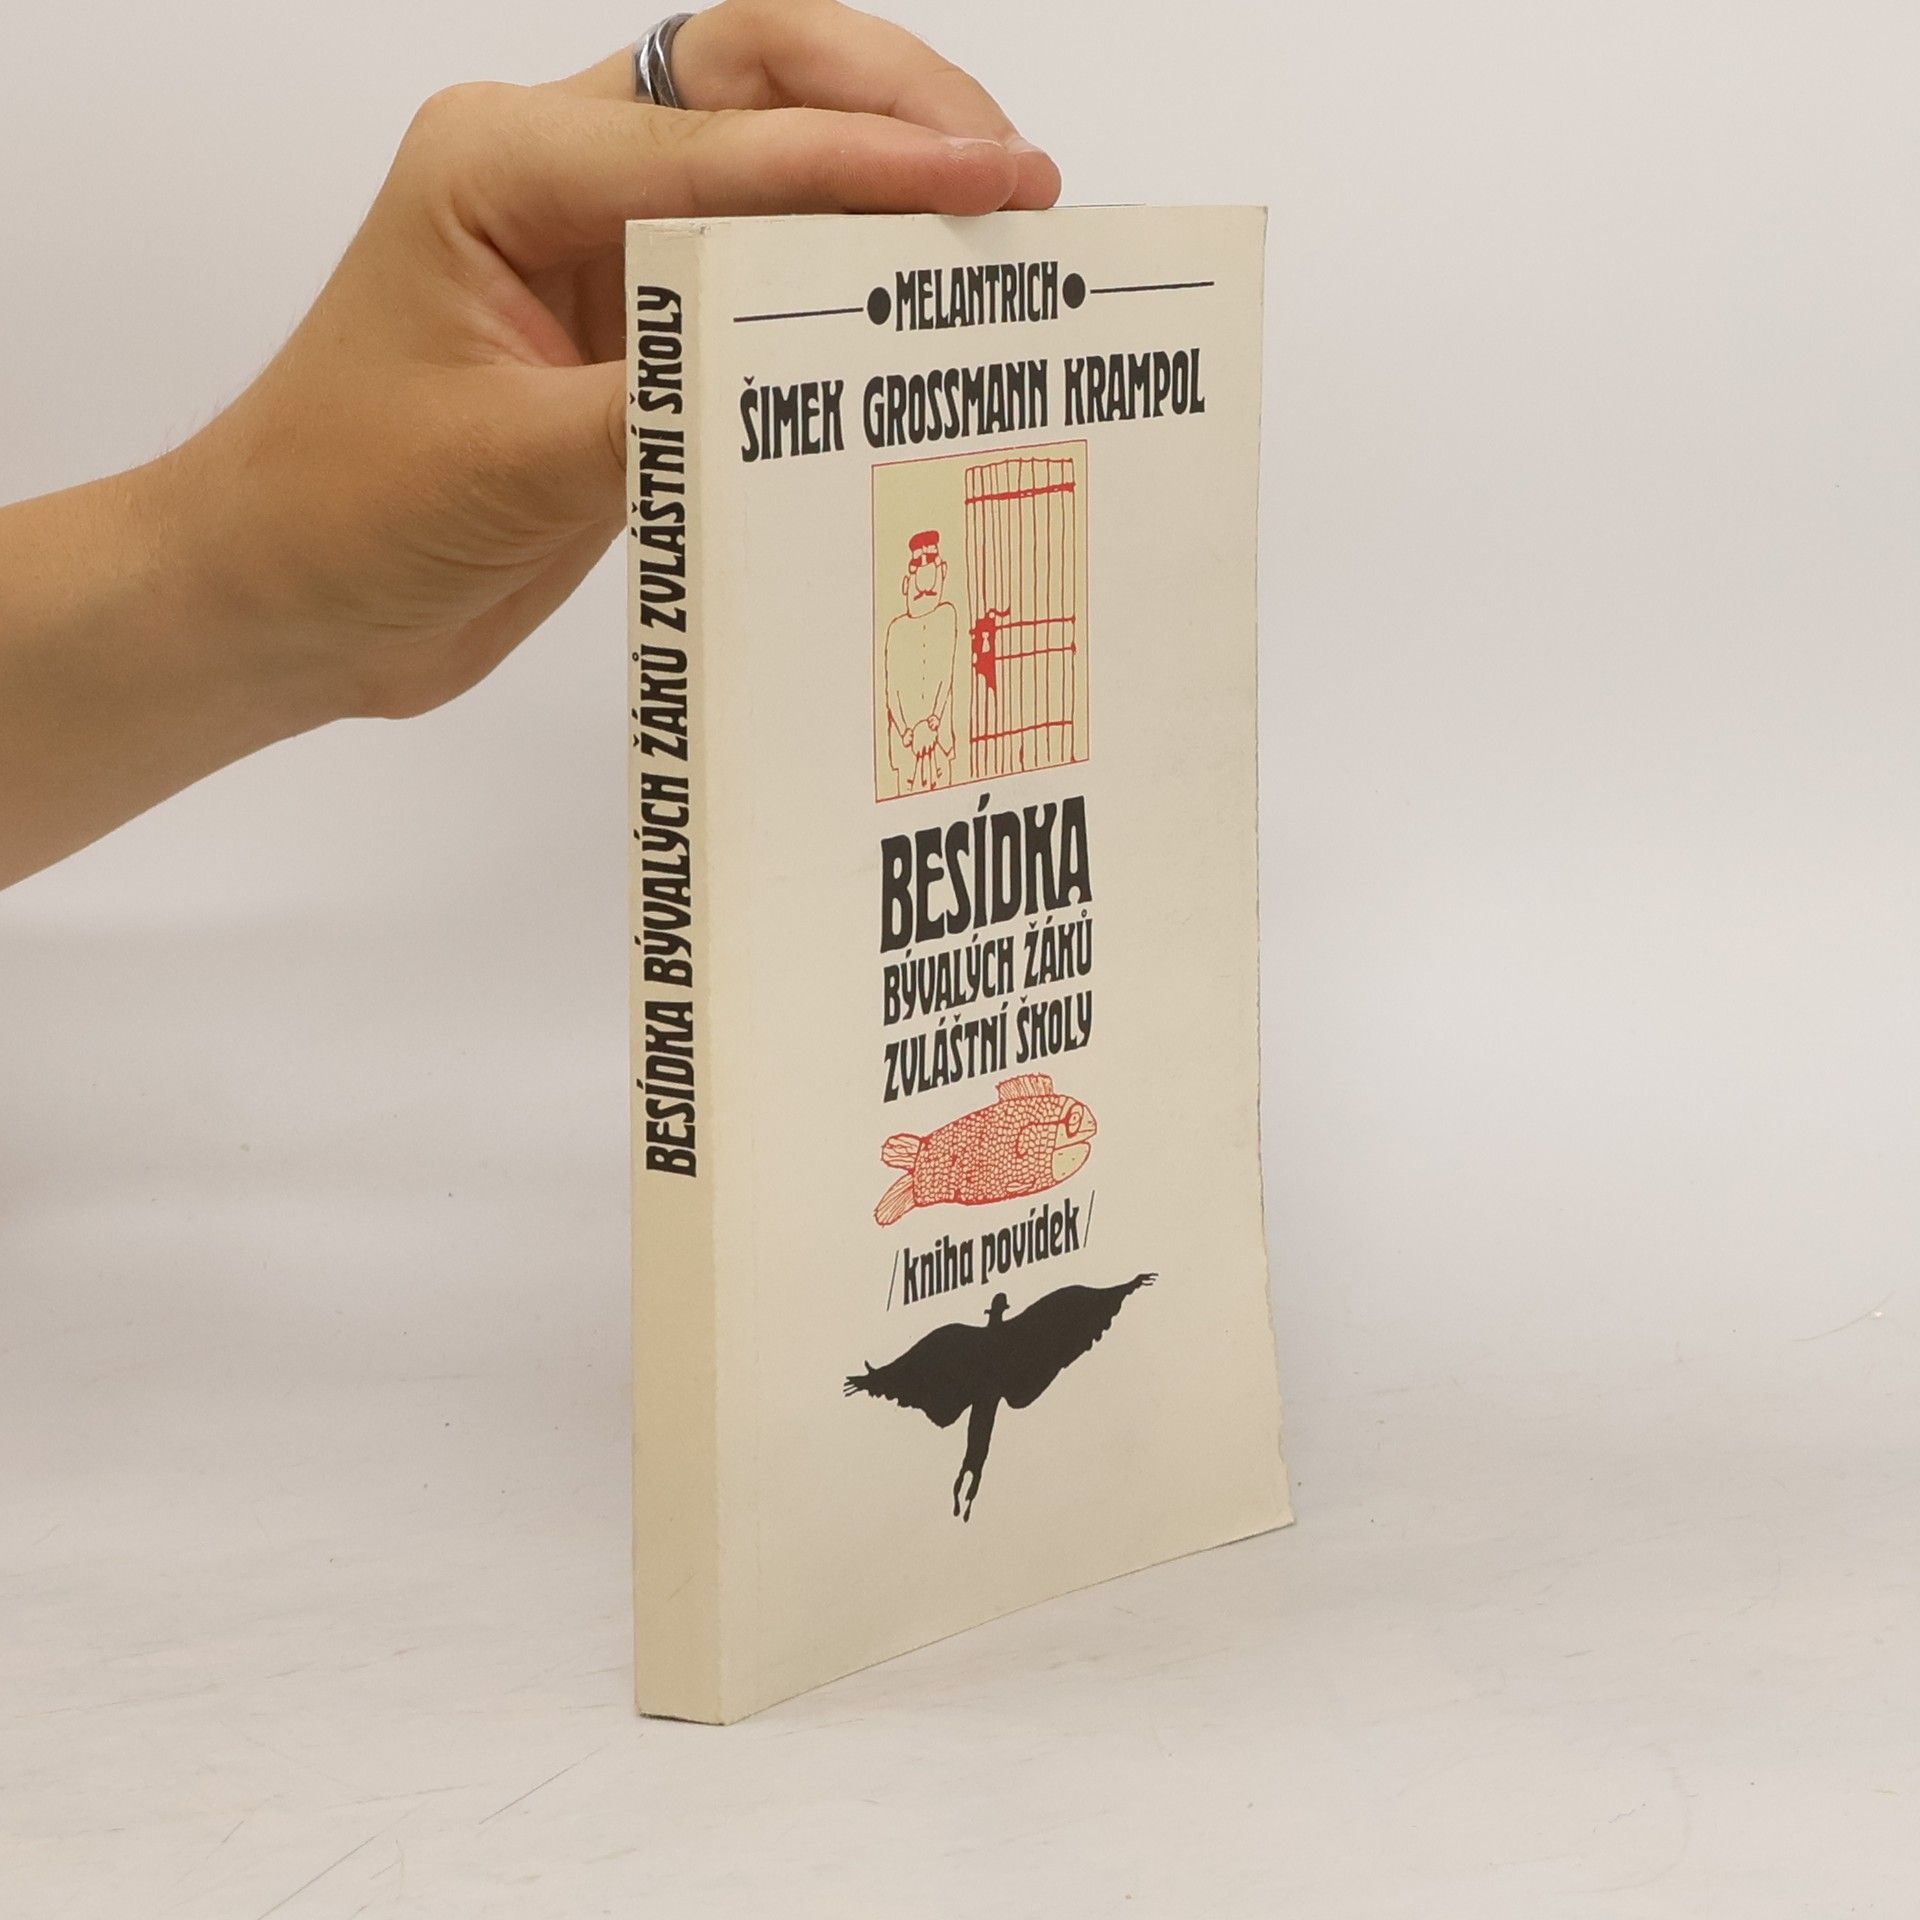 BESÍDKA BÝVALÝCH ŽÁKŮ ZVLÁŠTNÍ ŠKOLY
MELANTRICH
ŠIMEK GROSSMANN KRAMPOL
BESÍDKA
BÝVALÝCH ŽÁKŮ
ZVLÁŠTNÍ ŠKOLY
/kniha povídek/